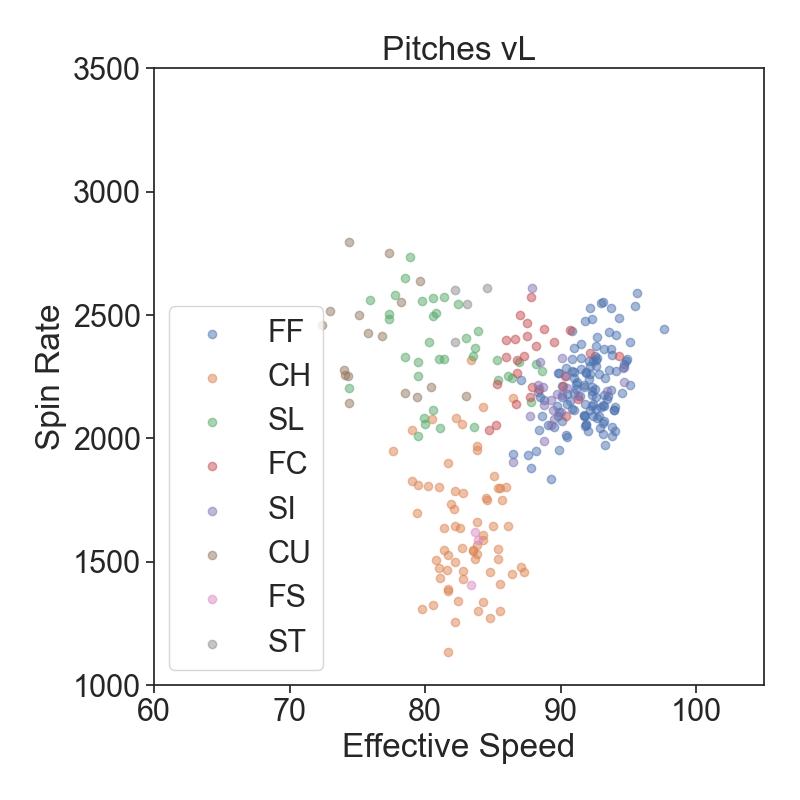 Pitches vL
3500
3000
2500
2000
1500
1000
Spin Rate
FF
CH
SL
FC
SI
CU
FS
ST
60
70
80
90
100
Effective Speed